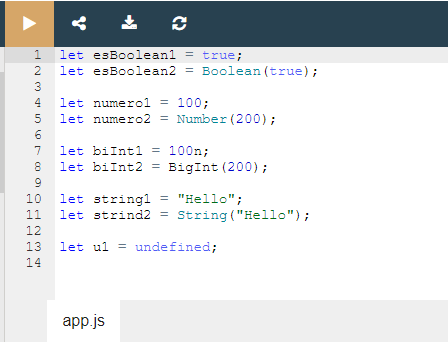 1 let esBoolean1 = true;
2 let esBoolean2 = Boolean(true);
3
4 let numero1 = 100;
5 let numero2 = Number(200);
6
7 let biInt1 = 100n;
8 let biInt2 = BigInt(200);
9
10 let string1 = "Hello";
11 let strind2 = String("Hello");
12
13 let u1 = undefined;
14
app.js